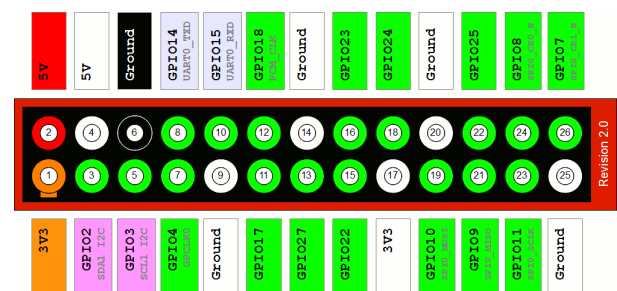 5V
5V
Ground
GPIO14
UART0_TXD
GPIO15
UART0_RXD
GPIO18
PCM_CLK
Ground
GPIO23
GPIO24
Ground
GPIO25
GPIO8
SPI0_CE0_N
GPIO7
SPI0_CE1_N
2 4 6 8 10 12 14 16 18 20 22 24 26
1 3 5 7 9 11 13 15 17 19 21 23 25
Revision 2.0
3V3
GPIO2
SDA1 I2C
GPIO3
SCL1 I2C
GPIO4
GPCLK0
Ground
GPIO17
GPIO27
GPIO22
3V3
GPIO10
SPI0_MOSI
GPIO9
SPI0_MISO
GPIO11
SPI0_SCLK
Ground